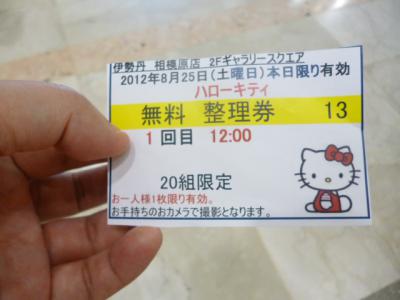 伊勢丹 相模原店 2Fギャラリースクエア
2012年8月25日(土曜日)本日限り有効
ハローキティ
無料 整理券 13
1回目 12:00
20組限定
お一人様1枚限り有効。
お手持ちのおカメラで撮影となります。